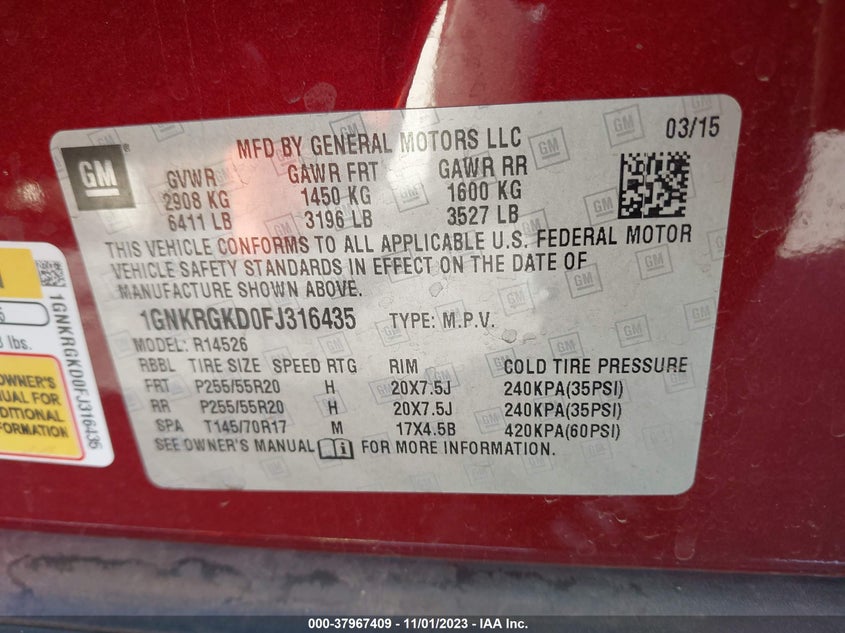 MFD BY GENERAL MOTORS LLC
03/15
GM
GVWR GAWR FRT GAWR RR
2908 KG 1450 KG 1600 KG
6411 LB 3196 LB 3527 LB
THIS VEHICLE CONFORMS TO ALL APPLICABLE U.S. FEDERAL MOTOR
VEHICLE SAFETY STANDARDS IN EFFECT ON THE DATE OF
MANUFACTURE SHOWN ABOVE.
1GNKRGKD0FJ316435 TYPE: M.P.V.
MODEL: R14526
RBBL TIRE SIZE SPEED RTG RIM COLD TIRE PRESSURE
FRT P255/55R20 H 20X7.5J 240KPA(35PSI)
RR P255/55R20 H 20X7.5J 240KPA(35PSI)
SPA T145/70R17 M 17X4.5B 420KPA(60PSI)
SEE OWNER'S MANUAL FOR MORE INFORMATION.
1GNKRGKD0FJ316435
lbs.
OWNER'S
FOR
000-37967409 - 11/01/2023 - IAA Inc.